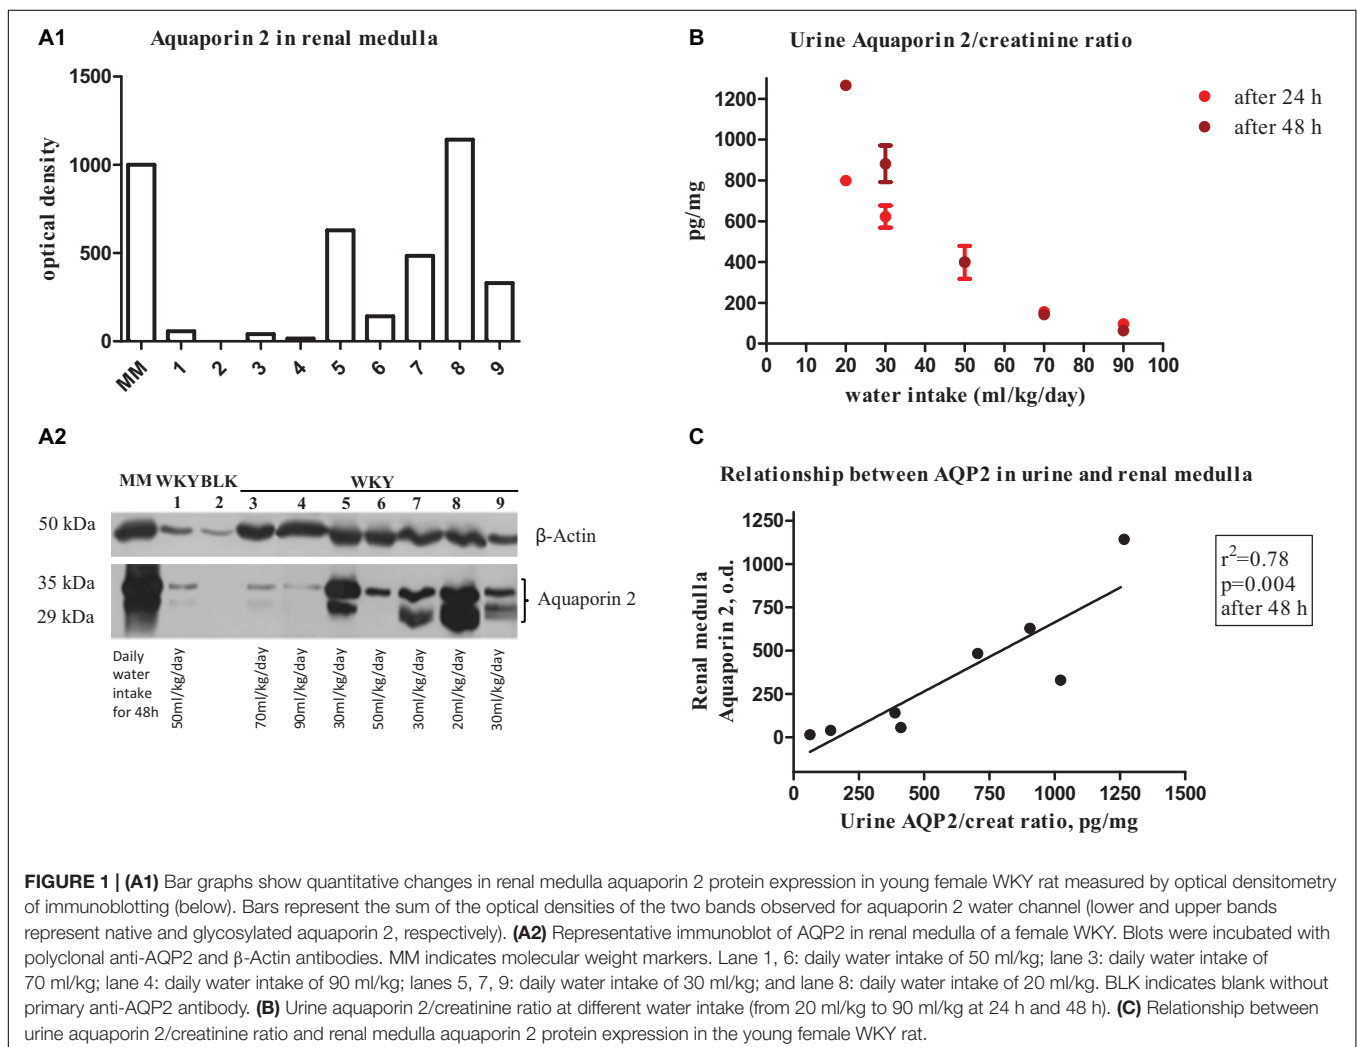 A1
Aquaporin 2 in renal medulla
1500
1000
500
0
optical density
MM 1 2 3 4 5 6 7 8 9
B
Urine Aquaporin 2/creatinine ratio
1200
1000
800
600
400
200
0
pg/mg
0 10 20 30 40 50 60 70 80 90 100
water intake (ml/kg/day)
after 24 h
after 48 h
A2
MM WKY BLK WKY
1 2 3 4 5 6 7 8 9
50 kDa
β-Actin
35 kDa
Aquaporin 2
29 kDa
Daily
water
intake
for 48h
50ml/kg/day
70ml/kg/day
90ml/kg/day
30ml/kg/day
50ml/kg/day
30ml/kg/day
20ml/kg/day
30ml/kg/day
C
Relationship between AQP2 in urine and renal medulla
1250
1000
750
500
250
0
Renal medulla
Aquaporin 2, o.d.
0 250 500 750 1000 1250 1500
Urine AQP2/creat ratio, pg/mg
r²=0.78
p=0.004
after 48 h
FIGURE 1 | (A1) Bar graphs show quantitative changes in renal medulla aquaporin 2 protein expression in young female WKY rat measured by optical densitometry
of immunoblotting (below). Bars represent the sum of the optical densities of the two bands observed for aquaporin 2 water channel (lower and upper bands
represent native and glycosylated aquaporin 2, respectively). (A2) Representative immunoblot of AQP2 in renal medulla of a female WKY. Blots were incubated with
polyclonal anti-AQP2 and β-Actin antibodies. MM indicates molecular weight markers. Lane 1, 6: daily water intake of 50 ml/kg; lane 3: daily water intake of
70 ml/kg; lane 4: daily water intake of 90 ml/kg; lanes 5, 7, 9: daily water intake of 30 ml/kg; and lane 8: daily water intake of 20 ml/kg. BLK indicates blank without
primary anti-AQP2 antibody. (B) Urine aquaporin 2/creatinine ratio at different water intake (from 20 ml/kg to 90 ml/kg at 24 h and 48 h). (C) Relationship between
urine aquaporin 2/creatinine ratio and renal medulla aquaporin 2 protein expression in the young female WKY rat.